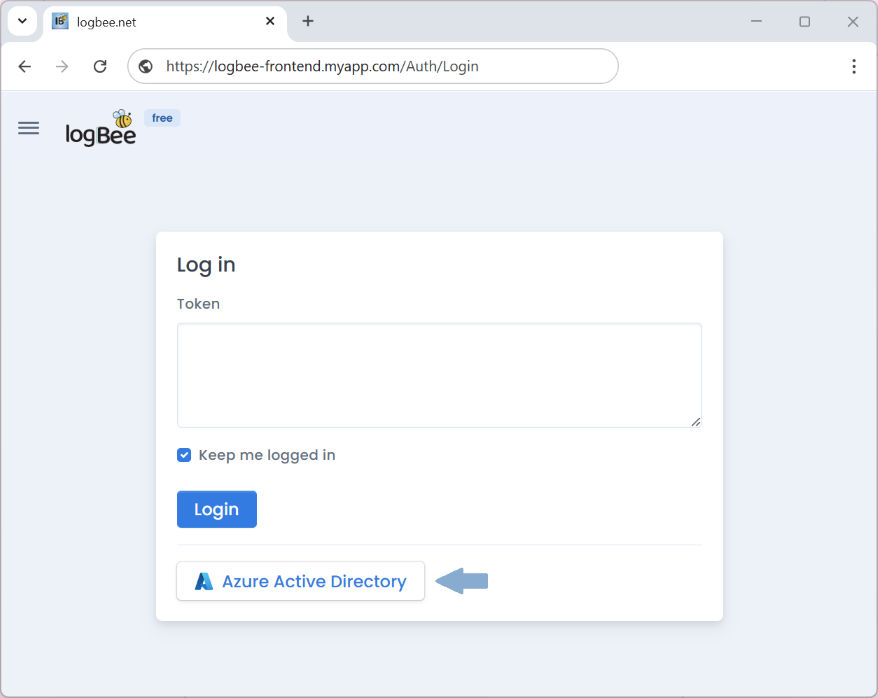 logbee.net
https://logbee-frontend.myapp.com/Auth/Login
logBee free
Log in
Token
Keep me logged in
Login
Azure Active Directory